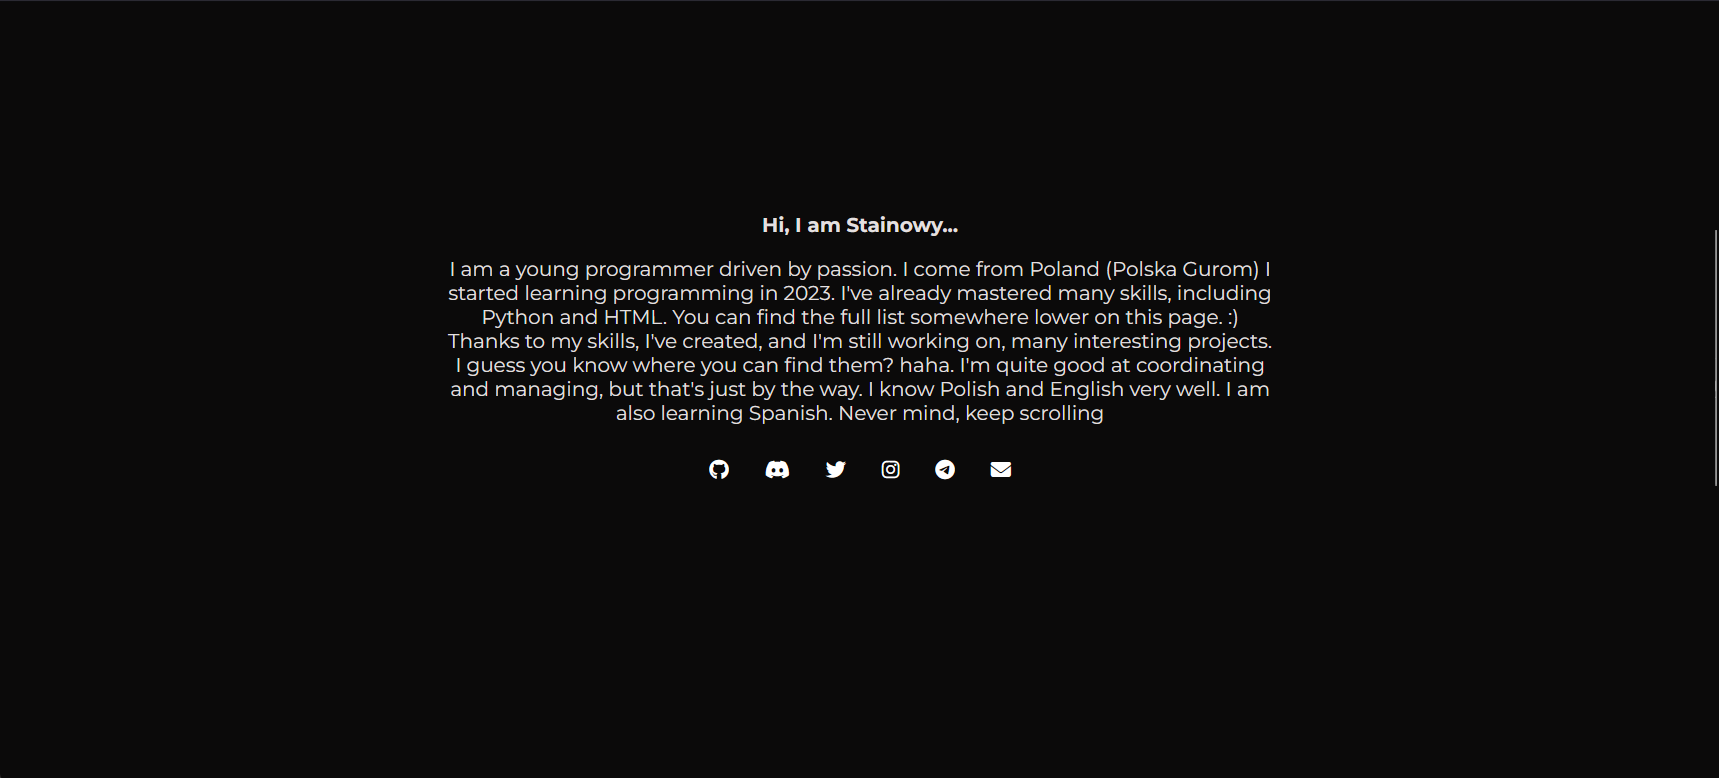 Hi, I am Stainowy...
I am a young programmer driven by passion. I come from Poland (Polska Gurom) I
started learning programming in 2023. I've already mastered many skills, including
Python and HTML. You can find the full list somewhere lower on this page. :)
Thanks to my skills, I've created, and I'm still working on, many interesting projects.
I guess you know where you can find them? haha. I'm quite good at coordinating
and managing, but that's just by the way. I know Polish and English very well. I am
also learning Spanish. Never mind, keep scrolling